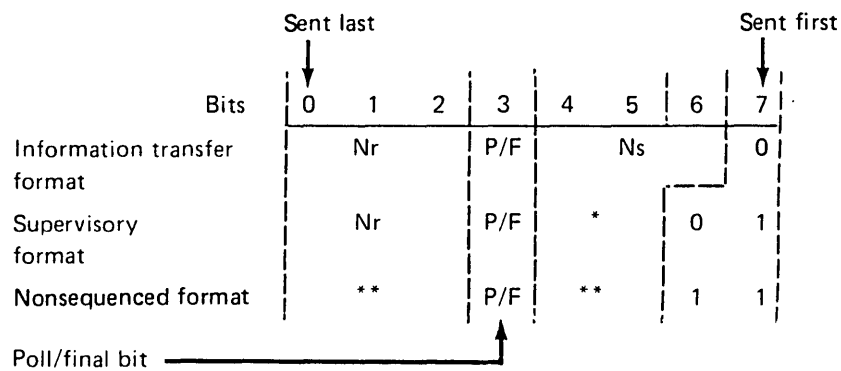 Sent last Sent first
Bits 0 1 2 3 4 5 6 7
Information transfer Nr P/F Ns 0
format
Supervisory Nr P/F * 0 1
format
Nonsequenced format ** P/F ** 1 1
Poll/final bit